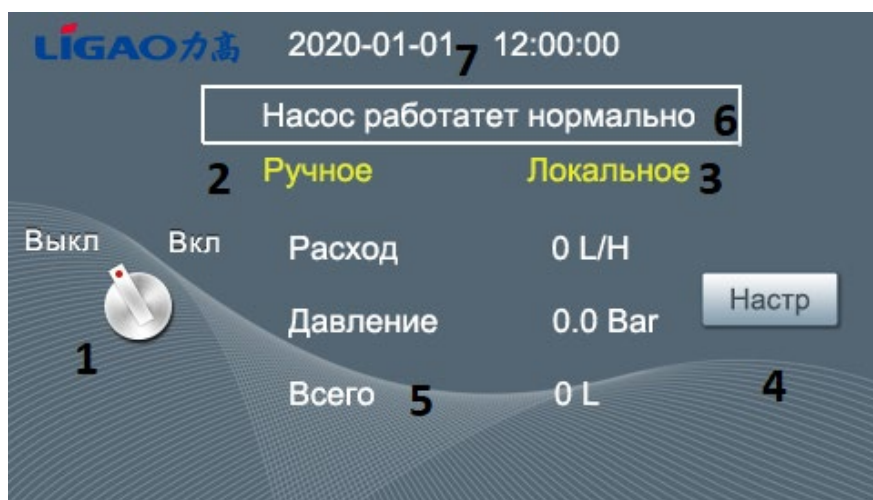 LIGAO力高 2020-01-01 7 12:00:00
Насос работатет нормально 6
2 Ручное Локальное 3
Выкл Вкл Расход 0 L/H
Давление 0.0 Bar Настр
1
Всего 5 0 L 4